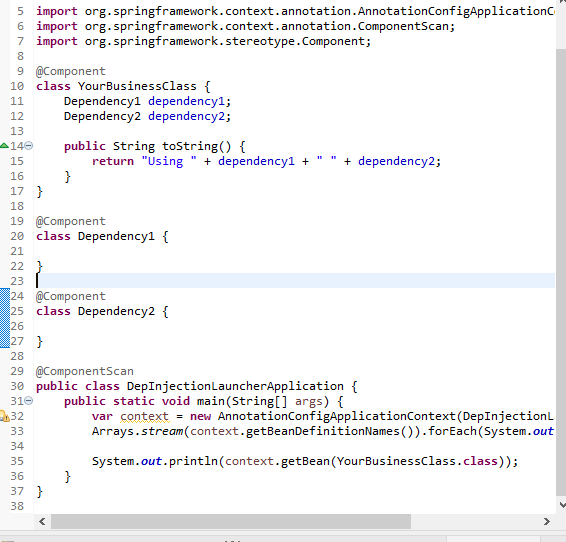 5 import org.springframework.context.annotation.AnnotationConfigApplicationCo
6 import org.springframework.context.annotation.ComponentScan;
7 import org.springframework.stereotype.Component;
8
9 @Component
10 class YourBusinessClass {
11 Dependency1 dependency1;
12 Dependency2 dependency2;
13
14 public String toString() {
15 return "Using " + dependency1 + " " + dependency2;
16 }
17 }
18
19 @Component
20 class Dependency1 {
21
22 }
23
24 @Component
25 class Dependency2 {
26
27 }
28
29 @ComponentScan
30 public class DepInjectionLauncherApplication {
31 public static void main(String[] args) {
32 var context = new AnnotationConfigApplicationContext(DepInjectionL
33 Arrays.stream(context.getBeanDefinitionNames()).forEach(System.out
34
35 System.out.println(context.getBean(YourBusinessClass.class));
36 }
37 }
38